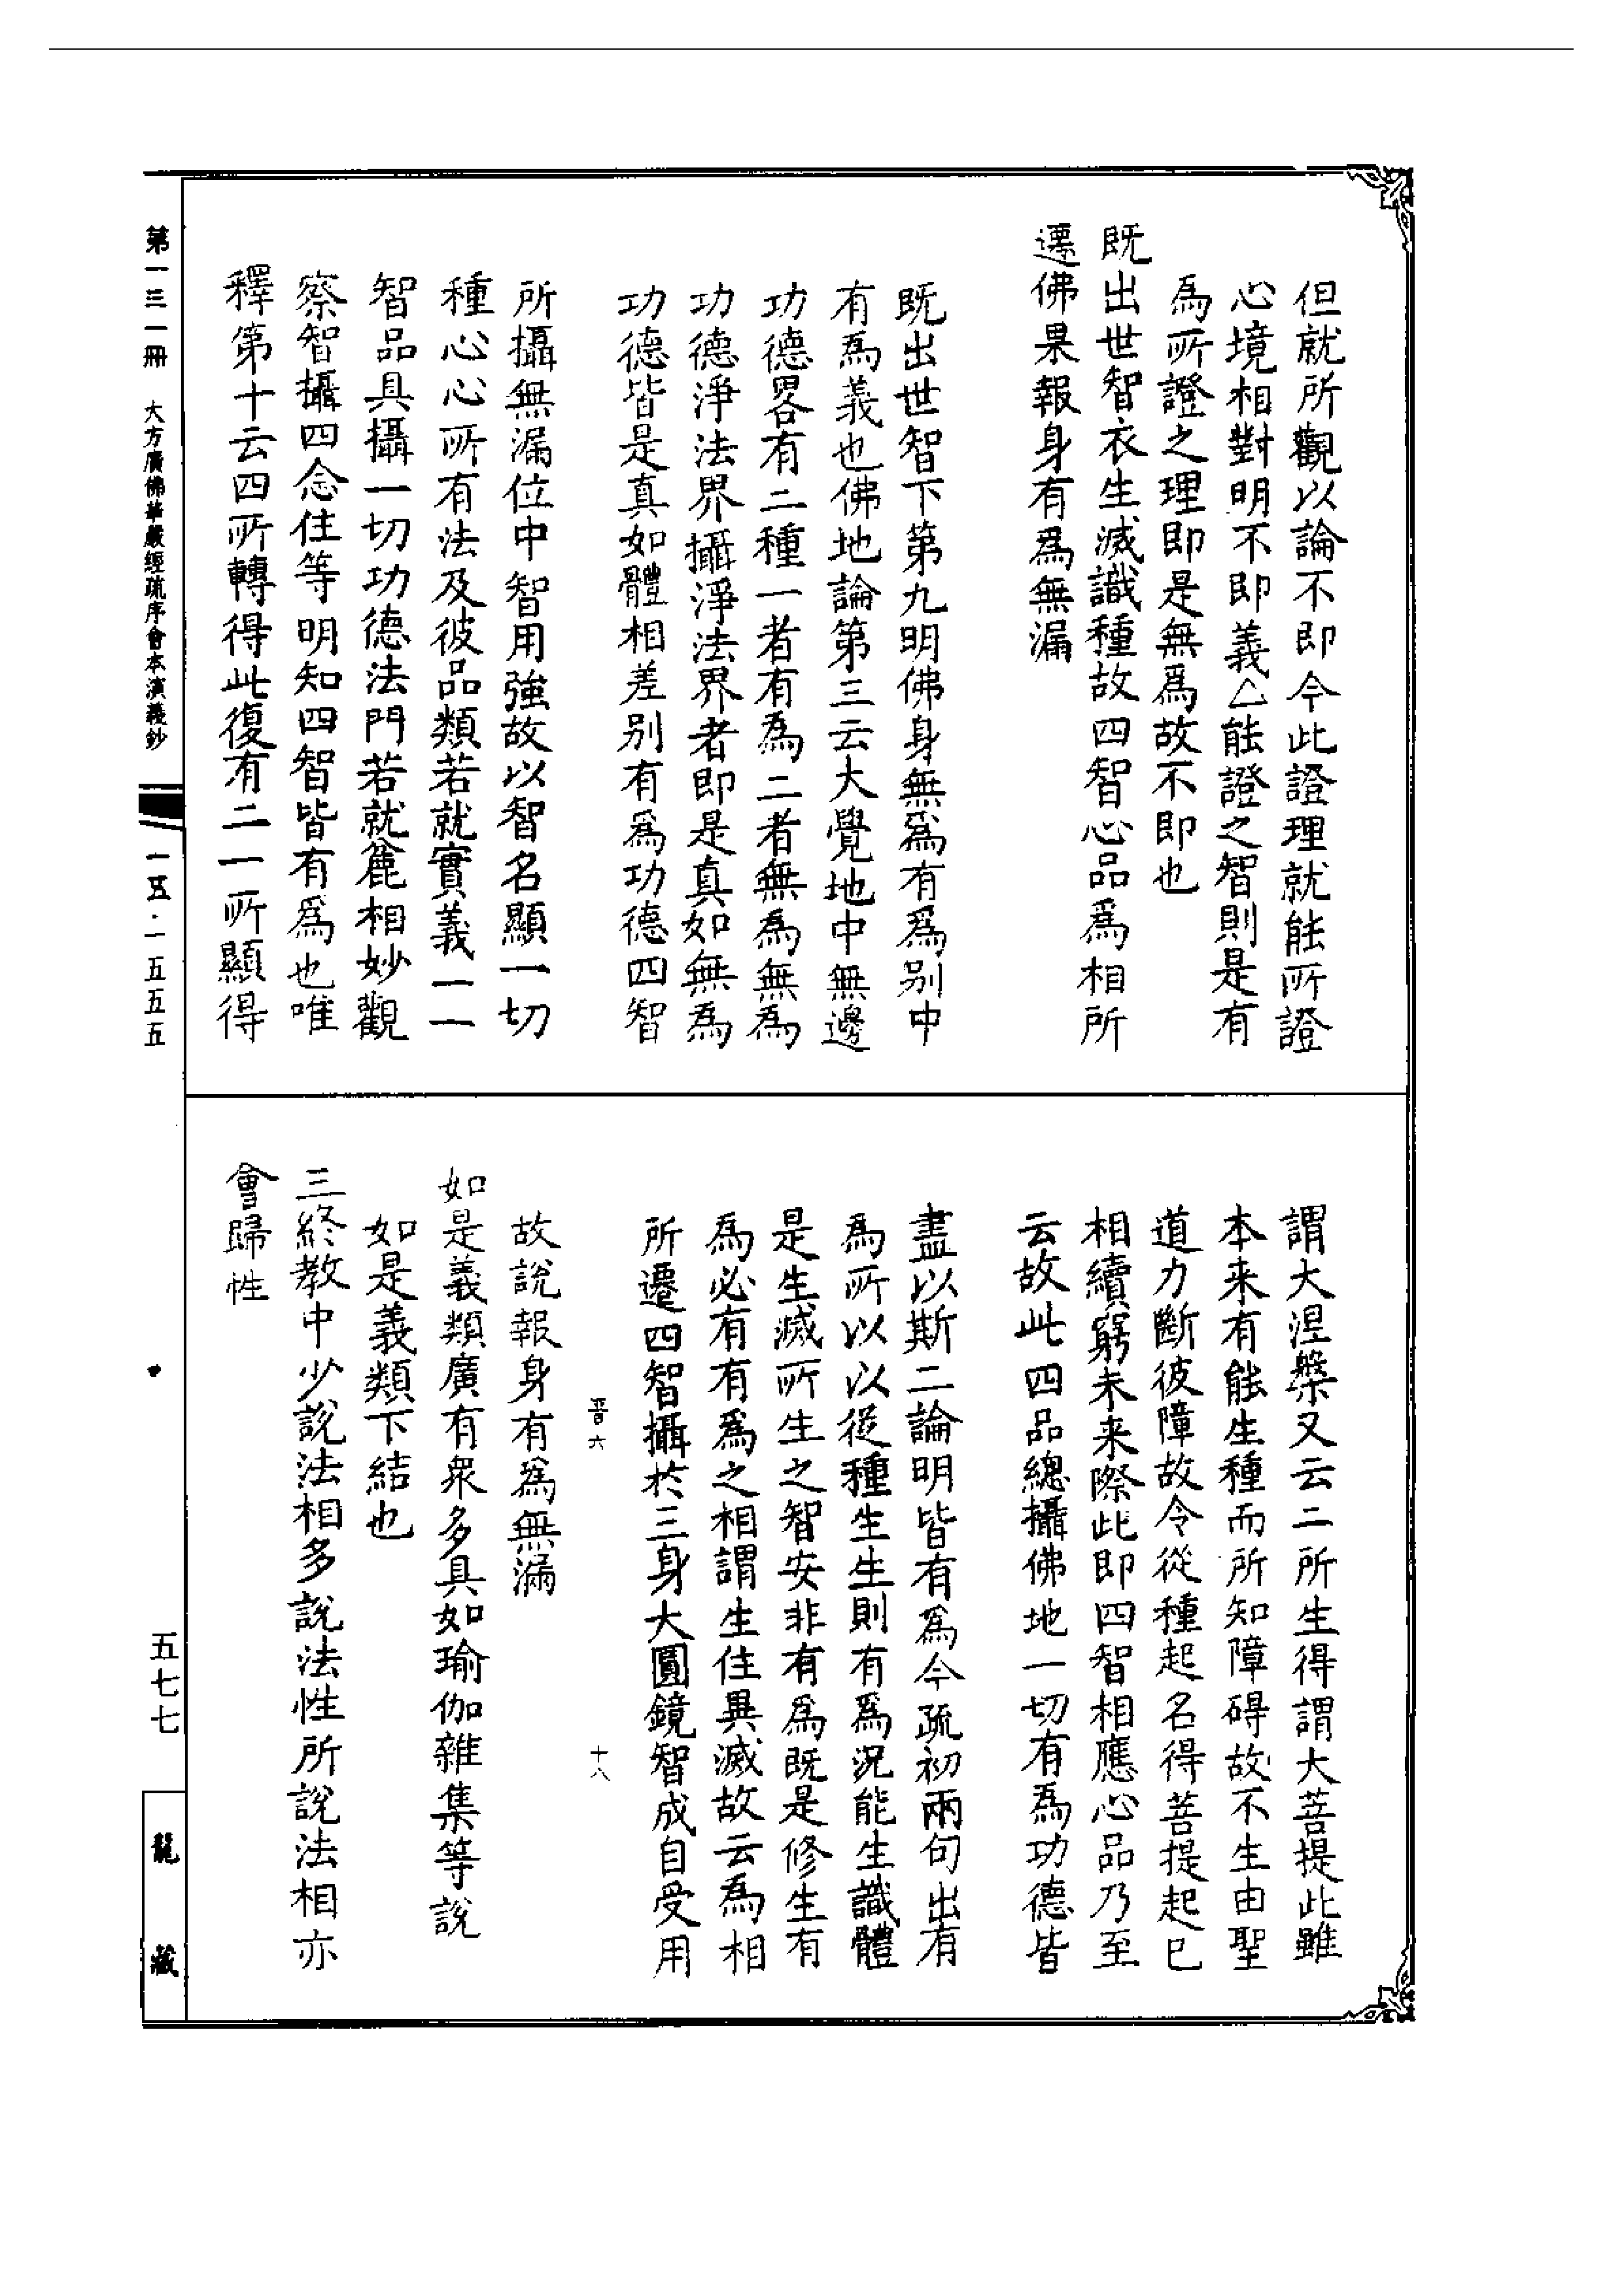 但就所觀以論不即今此證理就能所證
心境相對明不即義△能證之智則是有
為所證之理即是無為故不即也
既出世智衣生滅識種故四智心品為相所
遷佛果報身有為無漏
既出世智下第九明佛身無為有為別中
有為義也佛地論第三云大覺地中無邊
功德畧有二種一者有為二者無為無為
功德淨法界攝淨法界者即是真如無為
功德皆是真如體相差別有為功德四智
所攝無漏位中智用強故以智名顯一切
種心心所有法及彼品類若就實義一一
智品具攝一切功德法門若就麁相妙觀
察智攝四念住等明知四智皆有為也唯
釋第十云四所轉得此復有二一所顯得
謂大涅槃又云二所生得謂大菩提此雖
本来有能生種而所知障碍故不生由聖
道力斷彼障故令從種起名得菩提起已
相續窮未来際此即四智相應心品乃至
云故此四品總攝佛地一切有為功德皆
盡以斯二論明皆有為今疏初兩句出有
為所以以從種生生則有為況能生識體
是生滅所生之智安非有為既是修生有
為必有有為之相謂生住異滅故云為相
所遷四智攝於三身大圓鏡智成自受用
晋六 十八
故說報身有為無漏
如是義類廣有眾多具如瑜伽雜集等說
如是義類下結也
三終教中少說法相多說法性所說法相亦
會歸性
第一三一冊 大方廣佛華嚴經疏序會本演義鈔 一五·一五五五 五七七 龍藏